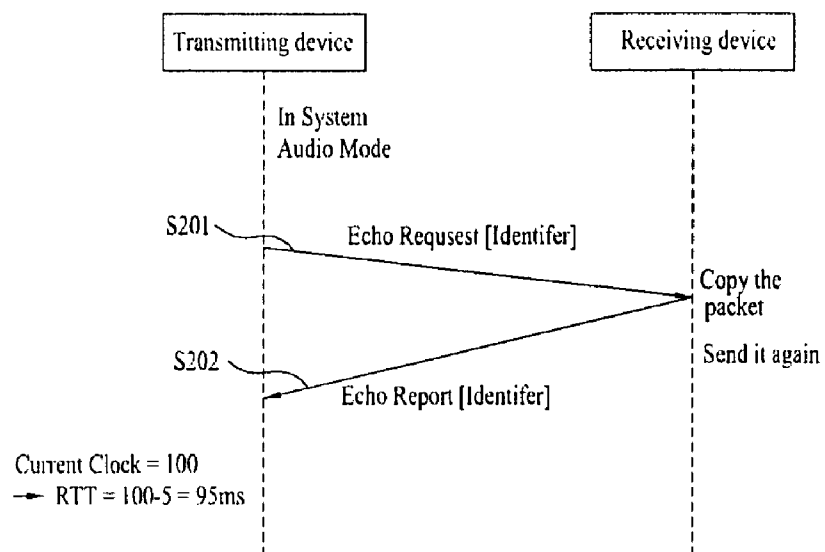 Transmitting device
Receiving device
In System
Audio Mode
S201
Echo Requsest [Identifer]
Copy the
packet
Send it again
S202
Echo Report [Identifer]
Current Clock = 100
→ RTT = 100-5 = 95ms